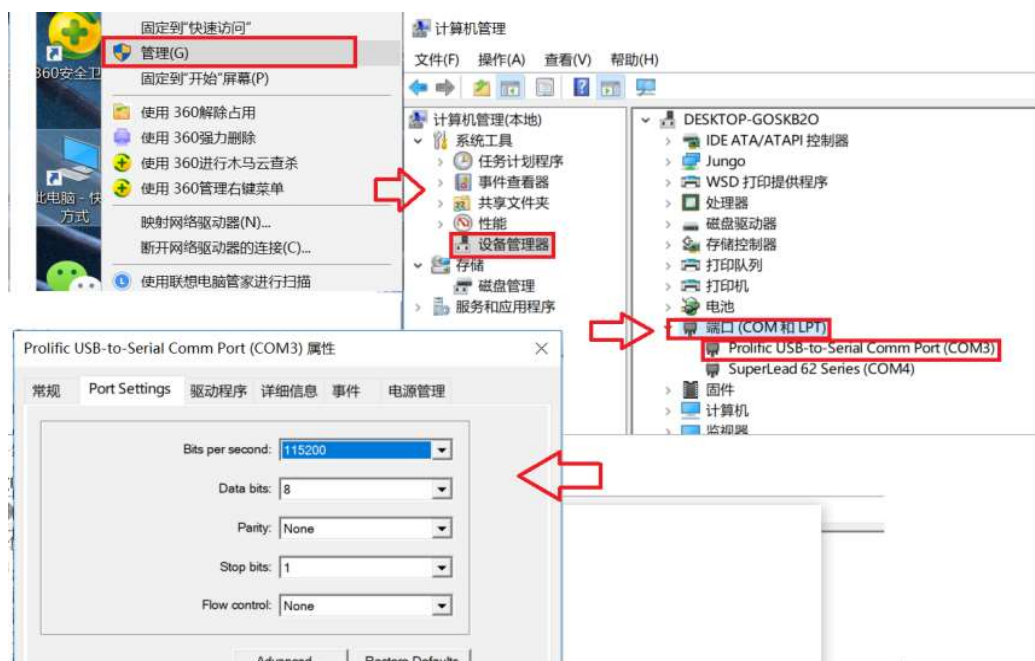 固定到"快速访问"
管理(G)
360安全卫
固定到"开始"屏幕(P)
使用 360解除占用
使用 360强力删除
使用 360进行木马云查杀
使用 360管理右键菜单
此电脑 - 快
方式
映射网络驱动器(N)...
断开网络驱动器的连接(C)...
使用联想电脑管家进行扫描
计算机管理
文件(F) 操作(A) 查看(V) 帮助(H)
计算机管理(本地)
系统工具
任务计划程序
事件查看器
共享文件夹
性能
设备管理器
存储
磁盘管理
服务和应用程序
DESKTOP-GOSKB2O
IDE ATA/ATAPI 控制器
Jungo
WSD 打印提供程序
处理器
磁盘驱动器
存储控制器
打印队列
打印机
电池
端口 (COM 和 LPT)
Prolific USB-to-Serial Comm Port (COM3)
SuperLead 62 Series (COM4)
固件
计算机
监视器
Prolific USB-to-Serial Comm Port (COM3) 属性
常规 Port Settings 驱动程序 详细信息 事件 电源管理
Bits per second: 115200
Data bits: 8
Parity: None
Stop bits: 1
Flow control: None
Advanced Restore Defaults